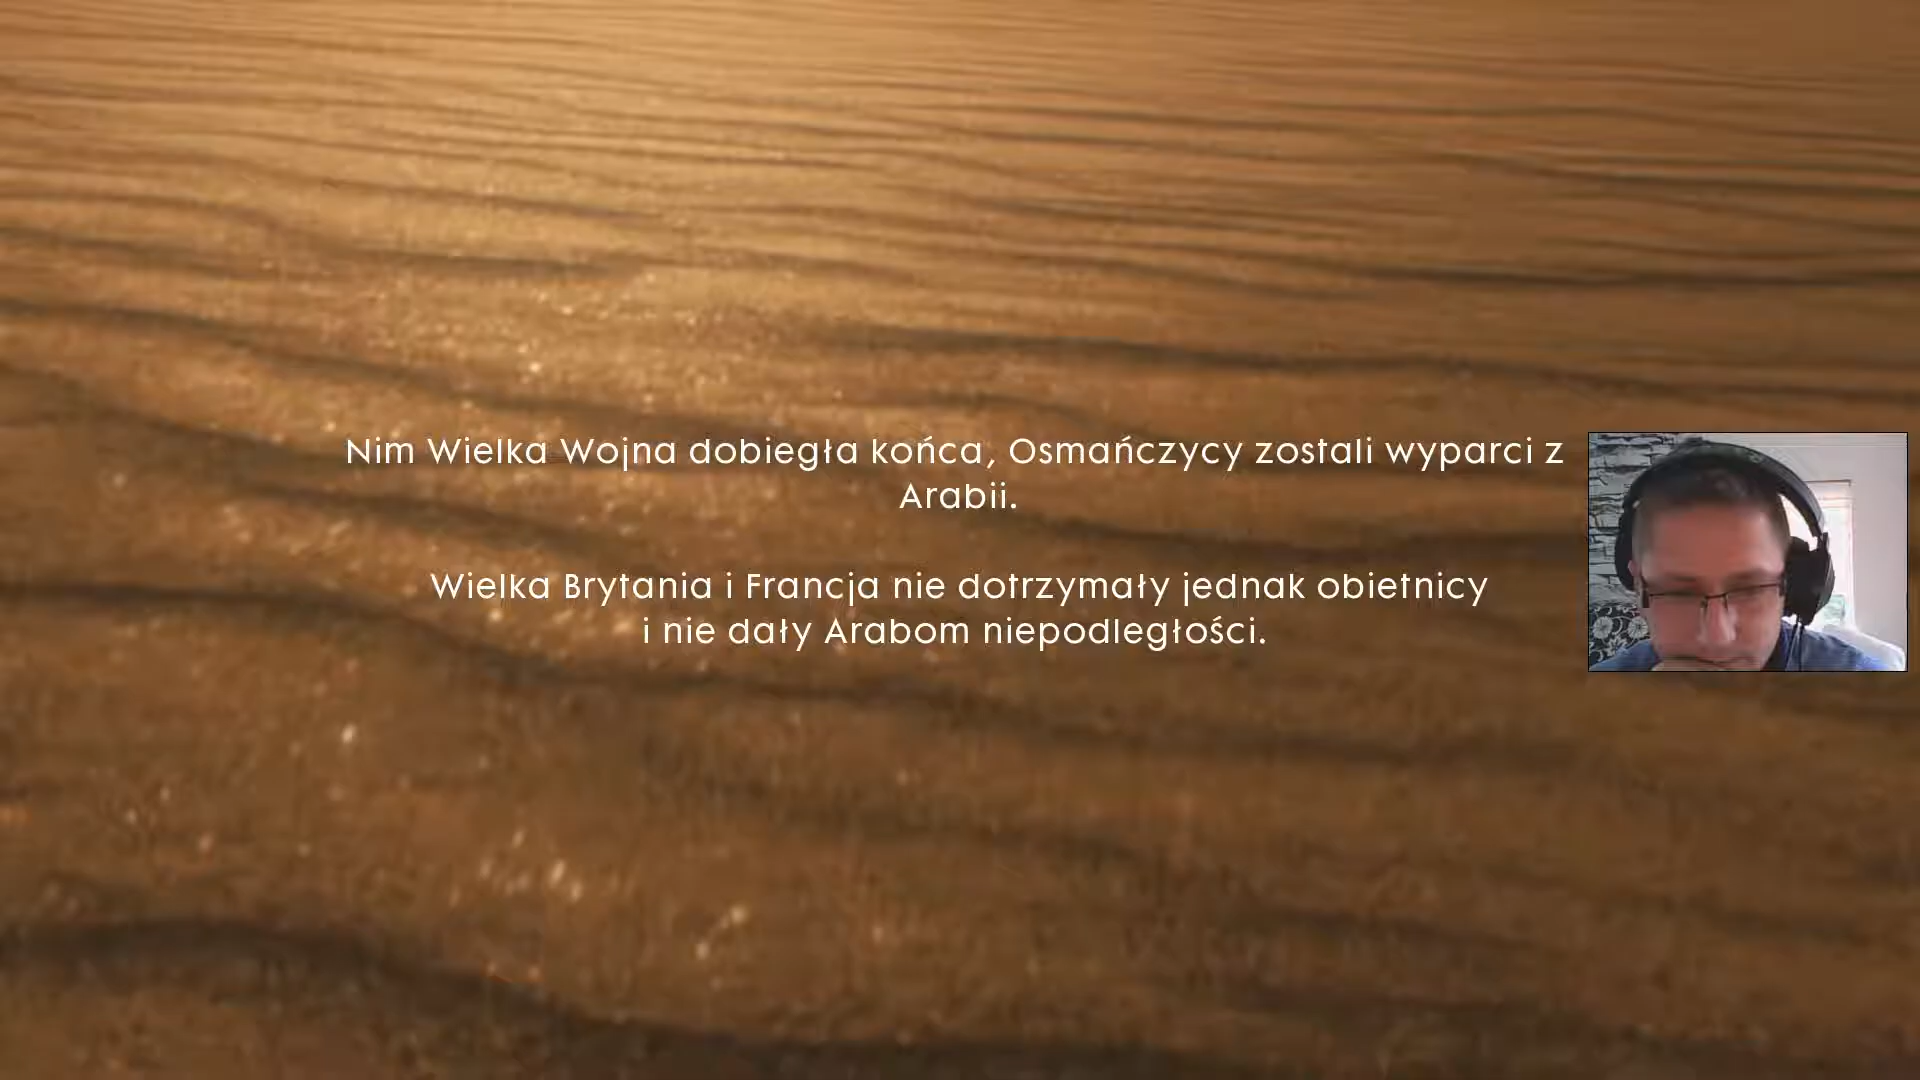 Nim Wielka Wojna dobiegła końca, Osmańczycy zostali wyparci z
Arabii.
Wielka Brytania i Francja nie dotrzymały jednak obietnicy
i nie dały Arabom niepodległości.